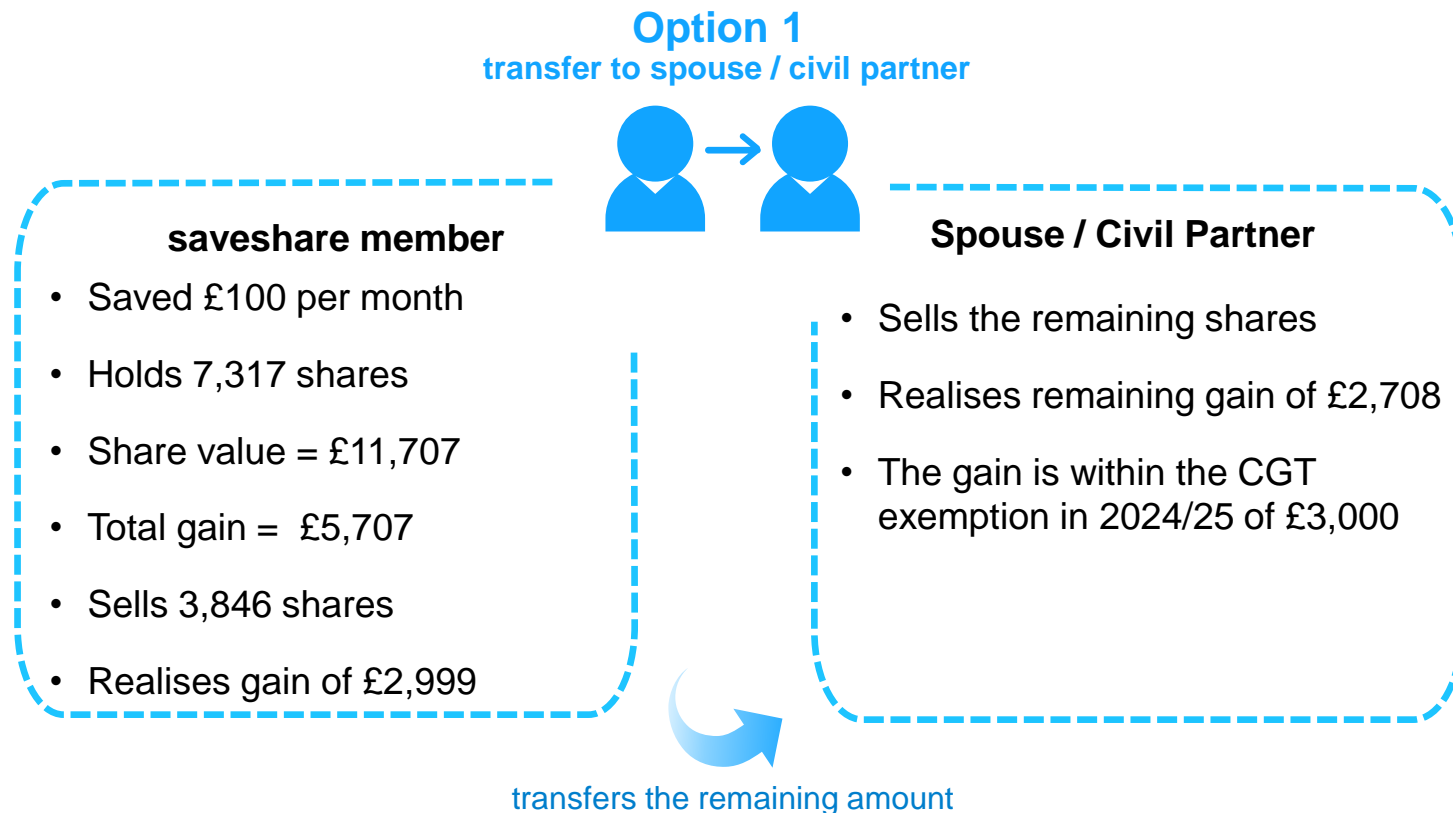 Option 1
transfer to spouse / civil partner
saveshare member
• Saved £100 per month
• Holds 7,317 shares
• Share value = £11,707
• Total gain = £5,707
• Sells 3,846 shares
• Realises gain of £2,999
Spouse / Civil Partner
• Sells the remaining shares
• Realises remaining gain of £2,708
• The gain is within the CGT
exemption in 2024/25 of £3,000
transfers the remaining amount